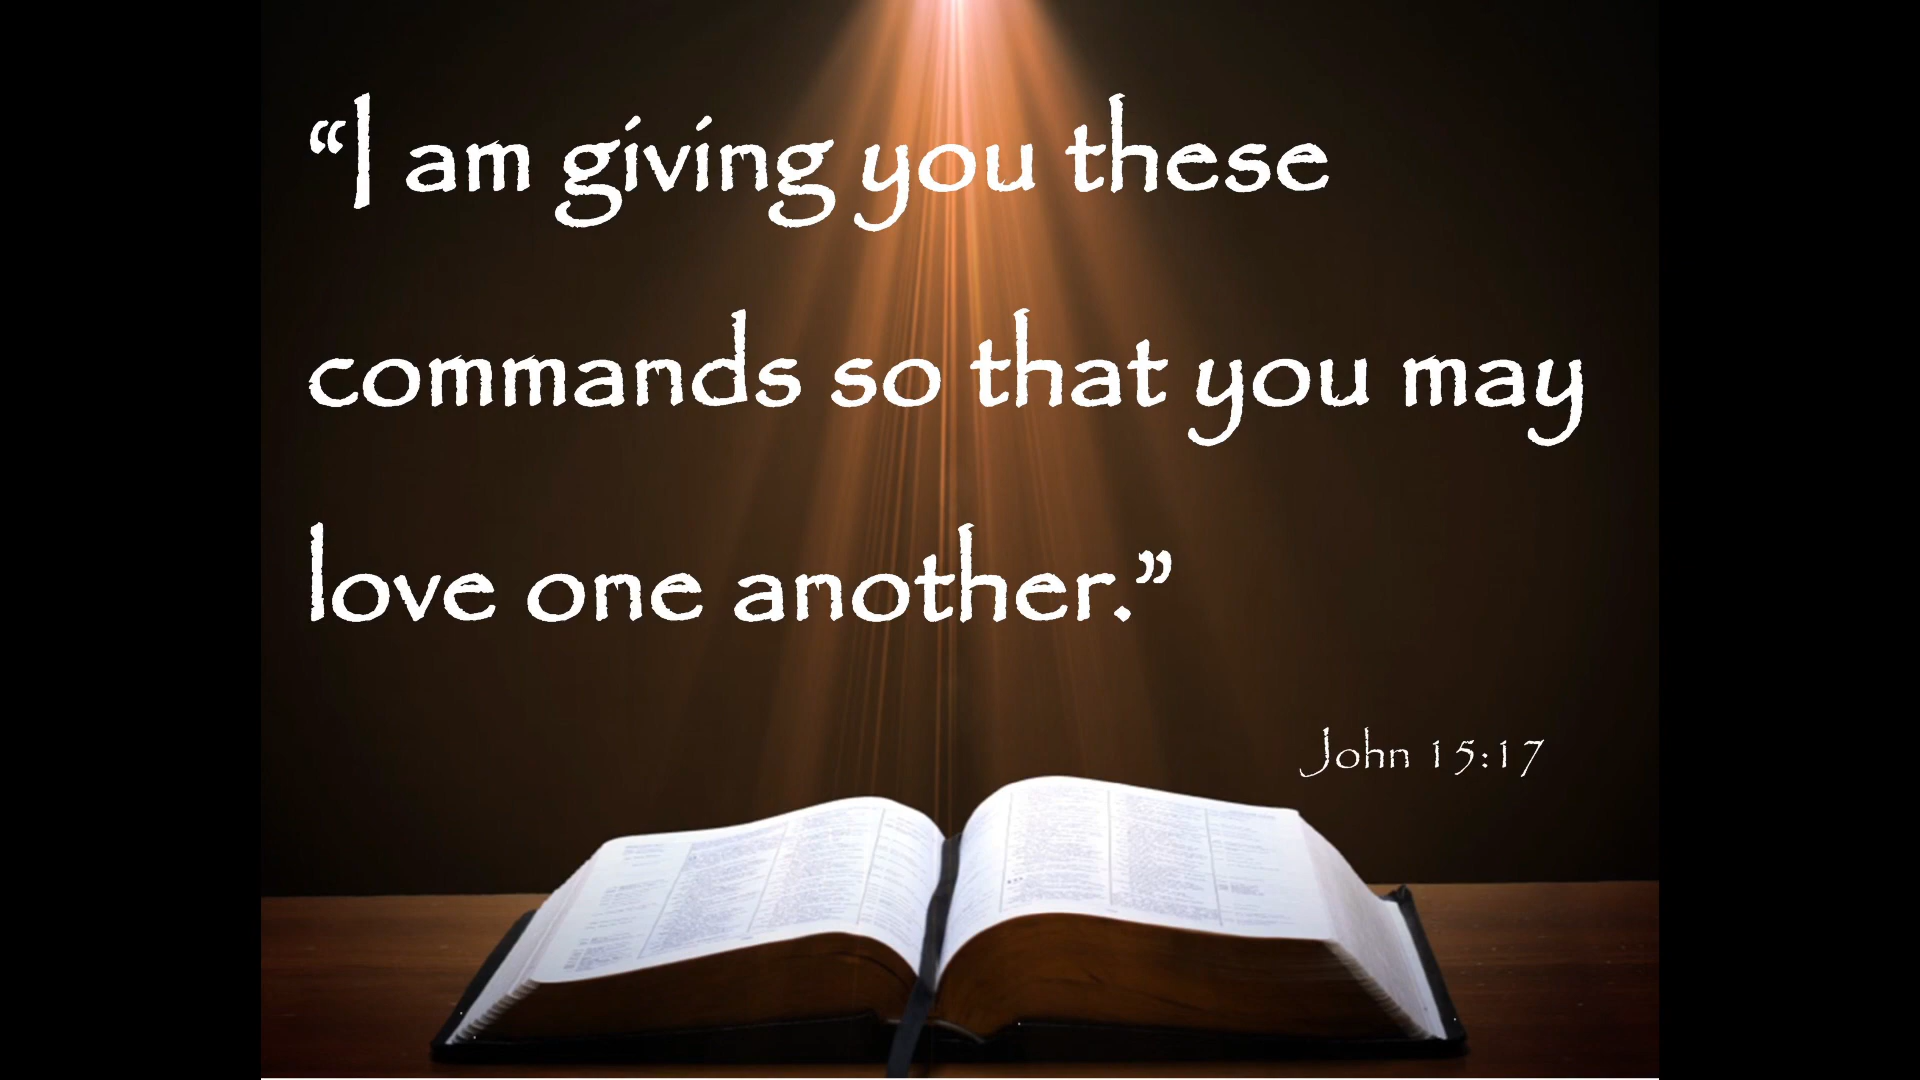 “I am giving you these
commands so that you may
love one another.”
John 15:17